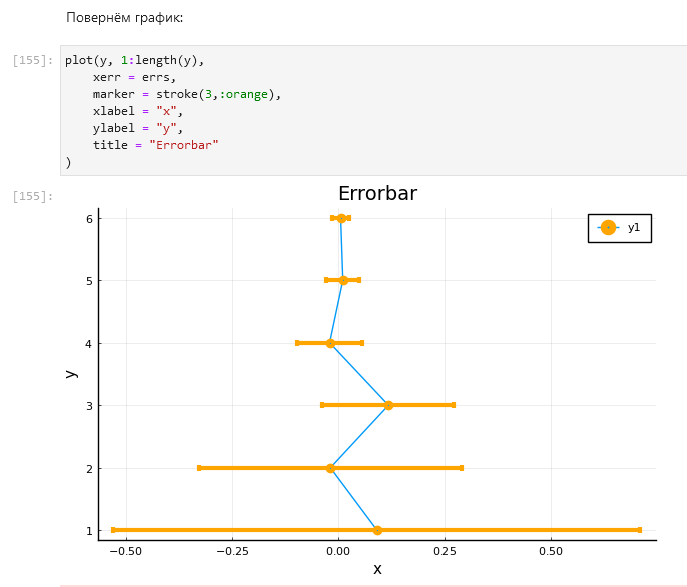 Повернём график:
[155]: plot(y, 1:length(y),
xerr = errs,
marker = stroke(3,:orange),
xlabel = "x",
ylabel = "y",
title = "Errorbar"
)
[155]:
Errorbar
y1
6
5
4
3
2
1
y
−0.50 −0.25 0.00 0.25 0.50
x